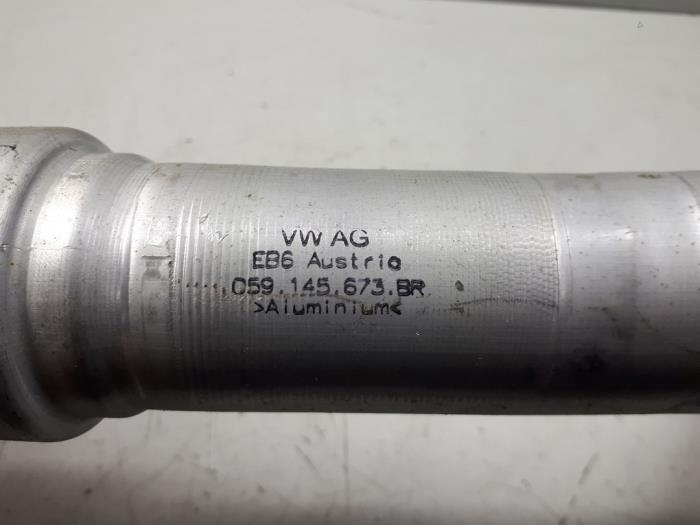 VW AG
EB6 Austria
059.145.673.BR
>Aluminium<